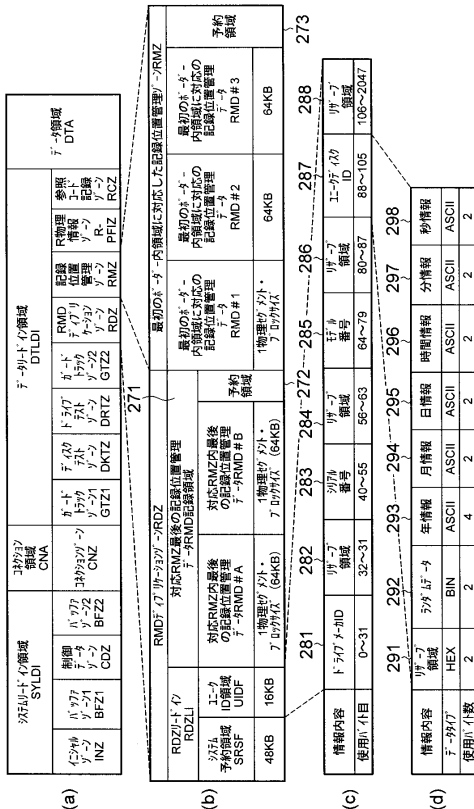 (a)
システムリードイン領域
SYLDI
コネクション
領域
CNA
データリードイン領域
DTLDI
データ領域
DTA
イニシャル
ゾーン
INZ
バッファ
ゾーン1
BFZ1
制御
データ
ゾーン
CDZ
バッファ
ゾーン2
BFZ2
コネクションゾーン
CNZ
ガード
トラック
ゾーン1
GTZ1
ディスク
テスト
ゾーン
DKTZ
ドライブ
テスト
ゾーン
DRTZ
ガード
トラック
ゾーン2
GTZ2
RMD
ディプリ
ケーション
ゾーン
RDZ
記録
位置
管理
ゾーン
RMZ
R物理
情報
ゾーン
R-
PFIZ
参照
コード
記録
ゾーン
RCZ
(b)
271
RMDディプリケーションゾーンRDZ
最初のボーダー内領域に対応した記録位置管理ゾーンRMZ
RDZリードイン
RDZLI
対応RMZ最後の記録位置管理
データRMD記録領域
システム
予約領域
SRSF
48KB
ユニーク
ID領域
UIDF
16KB
対応RMZ内最後
の記録位置管理
データRMD#A
1物理セグメント・
ブロックサイズ(64KB)
対応RMZ内最後
の記録位置管理
データRMD#B
1物理セグメント・
ブロックサイズ(64KB)
予約
領域
272
最初のボーダー
内領域に対応の
記録位置管理
データ
RMD#1
1物理セグメント・
ブロックサイズ
最初のボーダー
内領域に対応の
記録位置管理
データ
RMD#2
64KB
最初のボーダー
内領域に対応の
記録位置管理
データ
RMD#3
64KB
予約
領域
273
(c)
281
282
283
284
285
286
287
288
情報内容
ドライブメーカID
リザーブ
領域
シリアル
番号
リザーブ
領域
モデル
番号
リザーブ
領域
ユニークディスク
ID
リザーブ
領域
使用バイト目
0~31
32~31
40~55
56~63
64~79
80~87
88~105
106~2047
(d)
291
292
293
294
295
296
297
298
情報内容
リザーブ
領域
ランダムデータ
年情報
月情報
日情報
時間情報
分情報
秒情報
データタイプ
HEX
BIN
ASCII
ASCII
ASCII
ASCII
ASCII
ASCII
使用バイト数
2
2
4
2
2
2
2
2